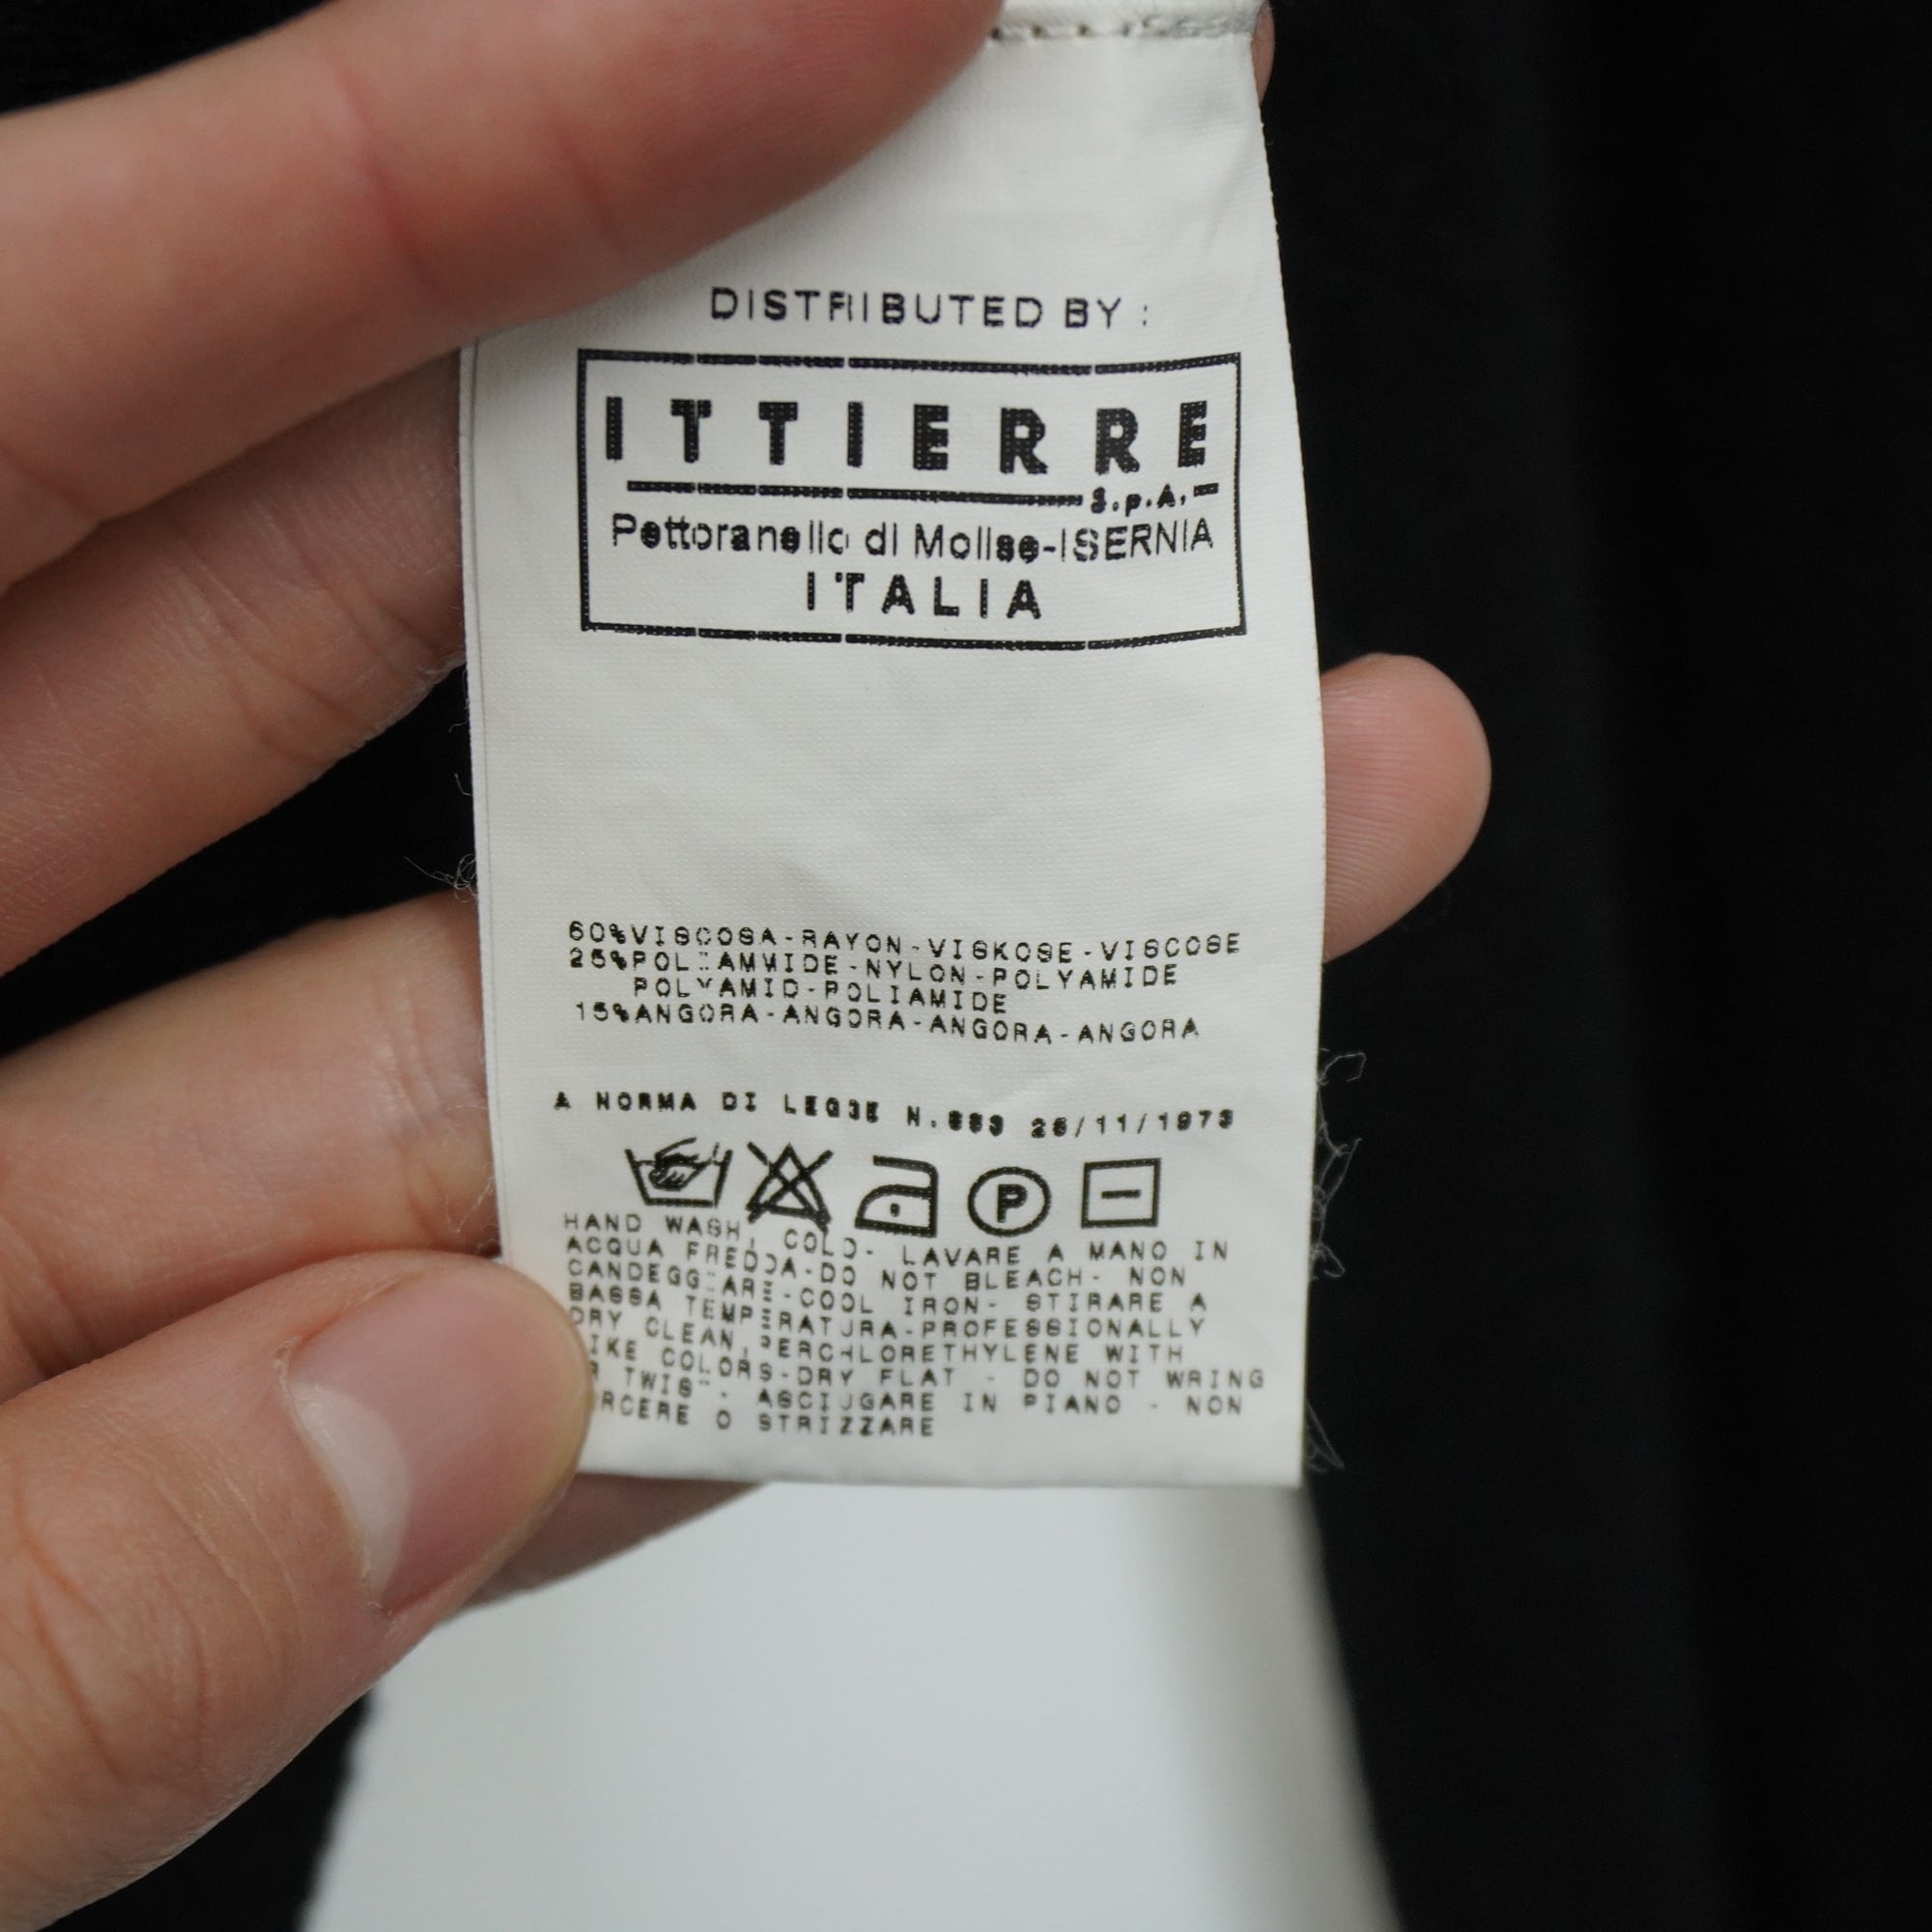 DISTRIBUTED BY :
ITTIERRE
S.p.A.
Pettoranello di Molise-ISERNIA
ITALIA
60%VISCOSA-RAYON-VISKOSE-VISCOSE
25%POLIAMMIDE-NYLON-POLYAMIDE
POLYAMID-POLIAMIDE
15%ANGORA-ANGORA-ANGORA-ANGORA
A NORMA DI LEGGE N.883 26/11/1973
P
HAND WASH, COLD- LAVARE A MANO IN
ACQUA FREDDA-DO NOT BLEACH- NON
CANDEGGIARE-COOL IRON- STIRARE A
BASSA TEMPERATURA-PROFESSIONALLY
DRY CLEAN,PERCHLORETHYLENE WITH
IKE COLORS-DRY FLAT - DO NOT WRING
R TWIST- ASCIUGARE IN PIANO - NON
RCERE O STRIZZARE